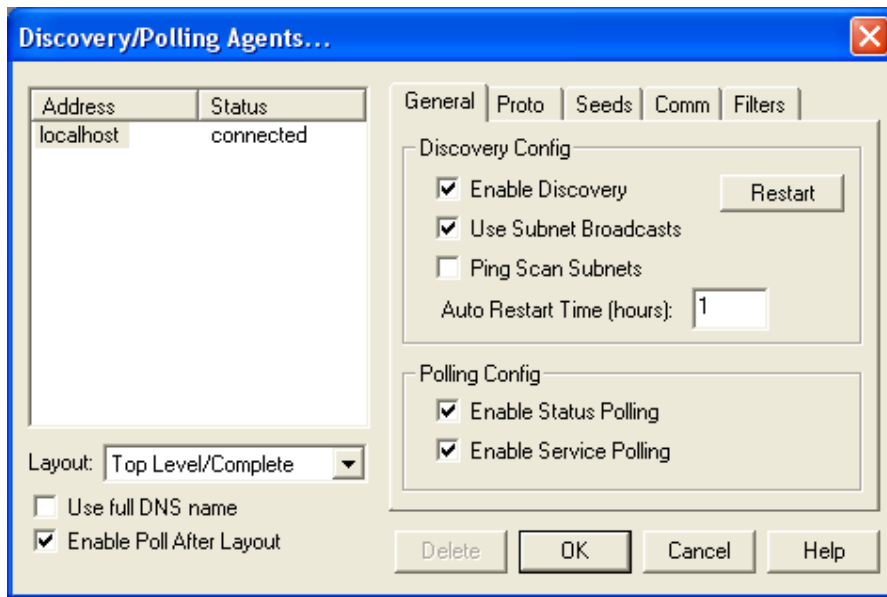 Discovery/Polling Agents...
Address Status
localhost connected
Layout: Top Level/Complete
Use full DNS name
Enable Poll After Layout
General Proto Seeds Comm Filters
Discovery Config
Enable Discovery Restart
Use Subnet Broadcasts
Ping Scan Subnets
Auto Restart Time (hours): 1
Polling Config
Enable Status Polling
Enable Service Polling
Delete OK Cancel Help